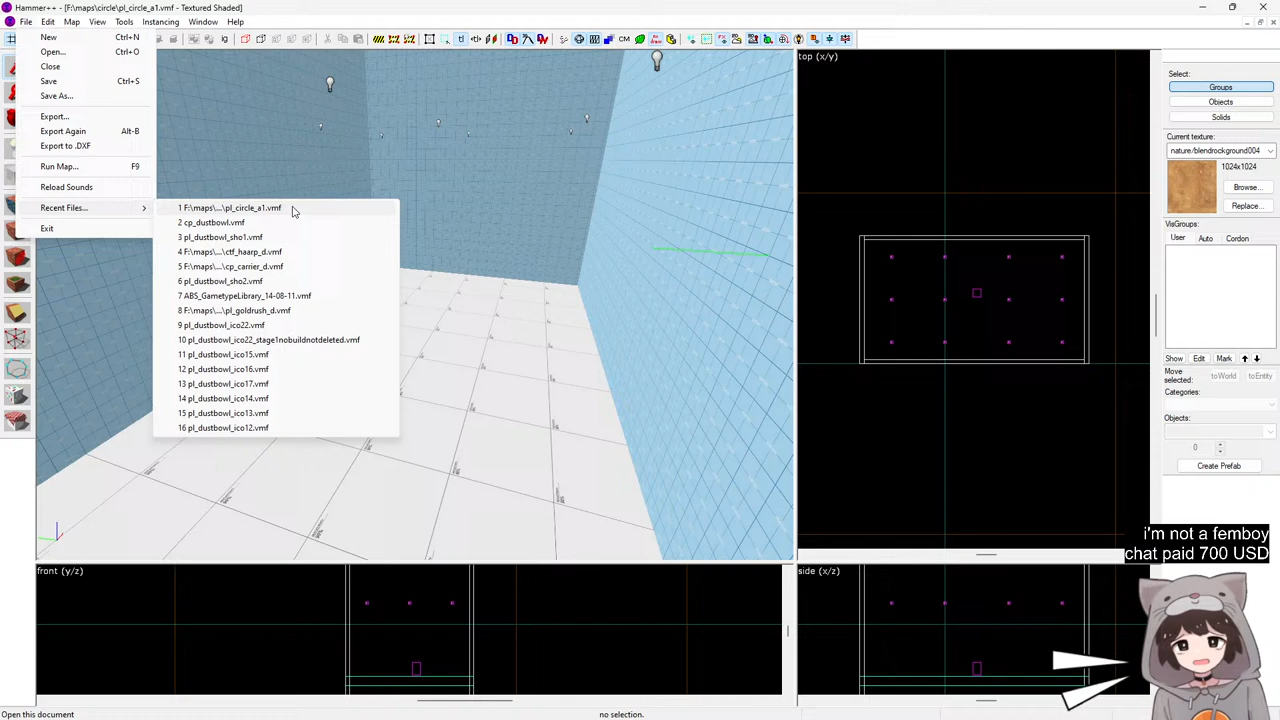 Hammer++ - [F:\maps\circle\pl_circle_a1.vmf - Textured Shaded]
File Edit Map View Tools Instancing Window Help
New Ctrl+N
Open... Ctrl+O
Close
Save Ctrl+S
Save As...
Export...
Export Again Alt-B
Export to .DXF
Run Map... F9
Reload Sounds
Recent Files...
Exit
1 F:\maps\...\pl_circle_a1.vmf
2 cp_dustbowl.vmf
3 pl_dustbowl_sho1.vmf
4 F:\maps\...\ctf_haarp_d.vmf
5 F:\maps\...\cp_carrier_d.vmf
6 pl_dustbowl_sho2.vmf
7 ABS_GametypeLibrary_14-08-11.vmf
8 F:\maps\...\pl_goldrush_d.vmf
9 pl_dustbowl_ico22.vmf
10 pl_dustbowl_ico22_stage1nobuildnotdeleted.vmf
11 pl_dustbowl_ico15.vmf
12 pl_dustbowl_ico16.vmf
13 pl_dustbowl_ico17.vmf
14 pl_dustbowl_ico14.vmf
15 pl_dustbowl_ico13.vmf
16 pl_dustbowl_ico12.vmf
top (x/y)
front (y/z)
side (x/z)
Select:
Groups
Objects
Solids
Current texture:
nature/blendrockground004
1024x1024
Browse...
Replace...
VisGroups:
User Auto Cordon
Show Edit Mark
Move selected: toWorld toEntity
Categories:
Objects:
0
Create Prefab
i'm not a femboy
chat paid 700 USD
Open this document
no selection.